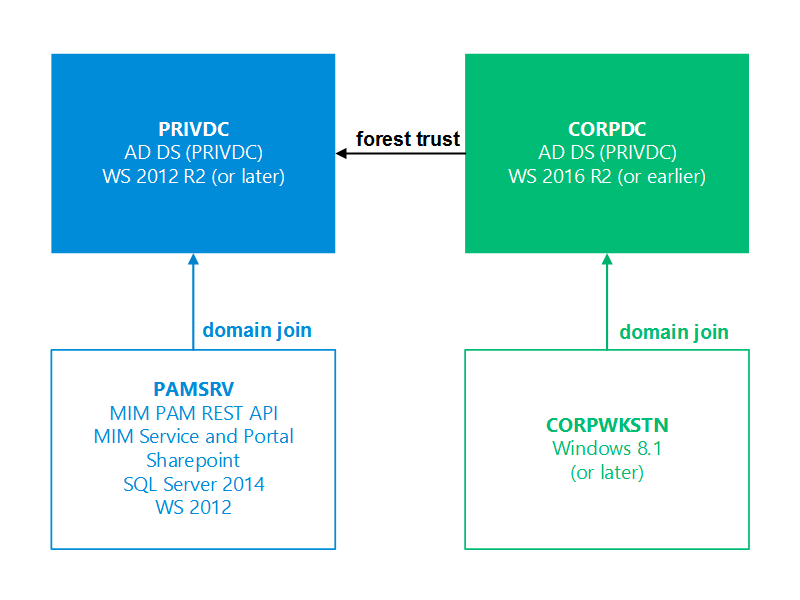 PRIVDC
AD DS (PRIVDC)
WS 2012 R2 (or later)
forest trust
CORPDC
AD DS (PRIVDC)
WS 2016 R2 (or earlier)
domain join
domain join
PAMSRV
MIM PAM REST API
MIM Service and Portal
Sharepoint
SQL Server 2014
WS 2012
CORPWKSTN
Windows 8.1
(or later)